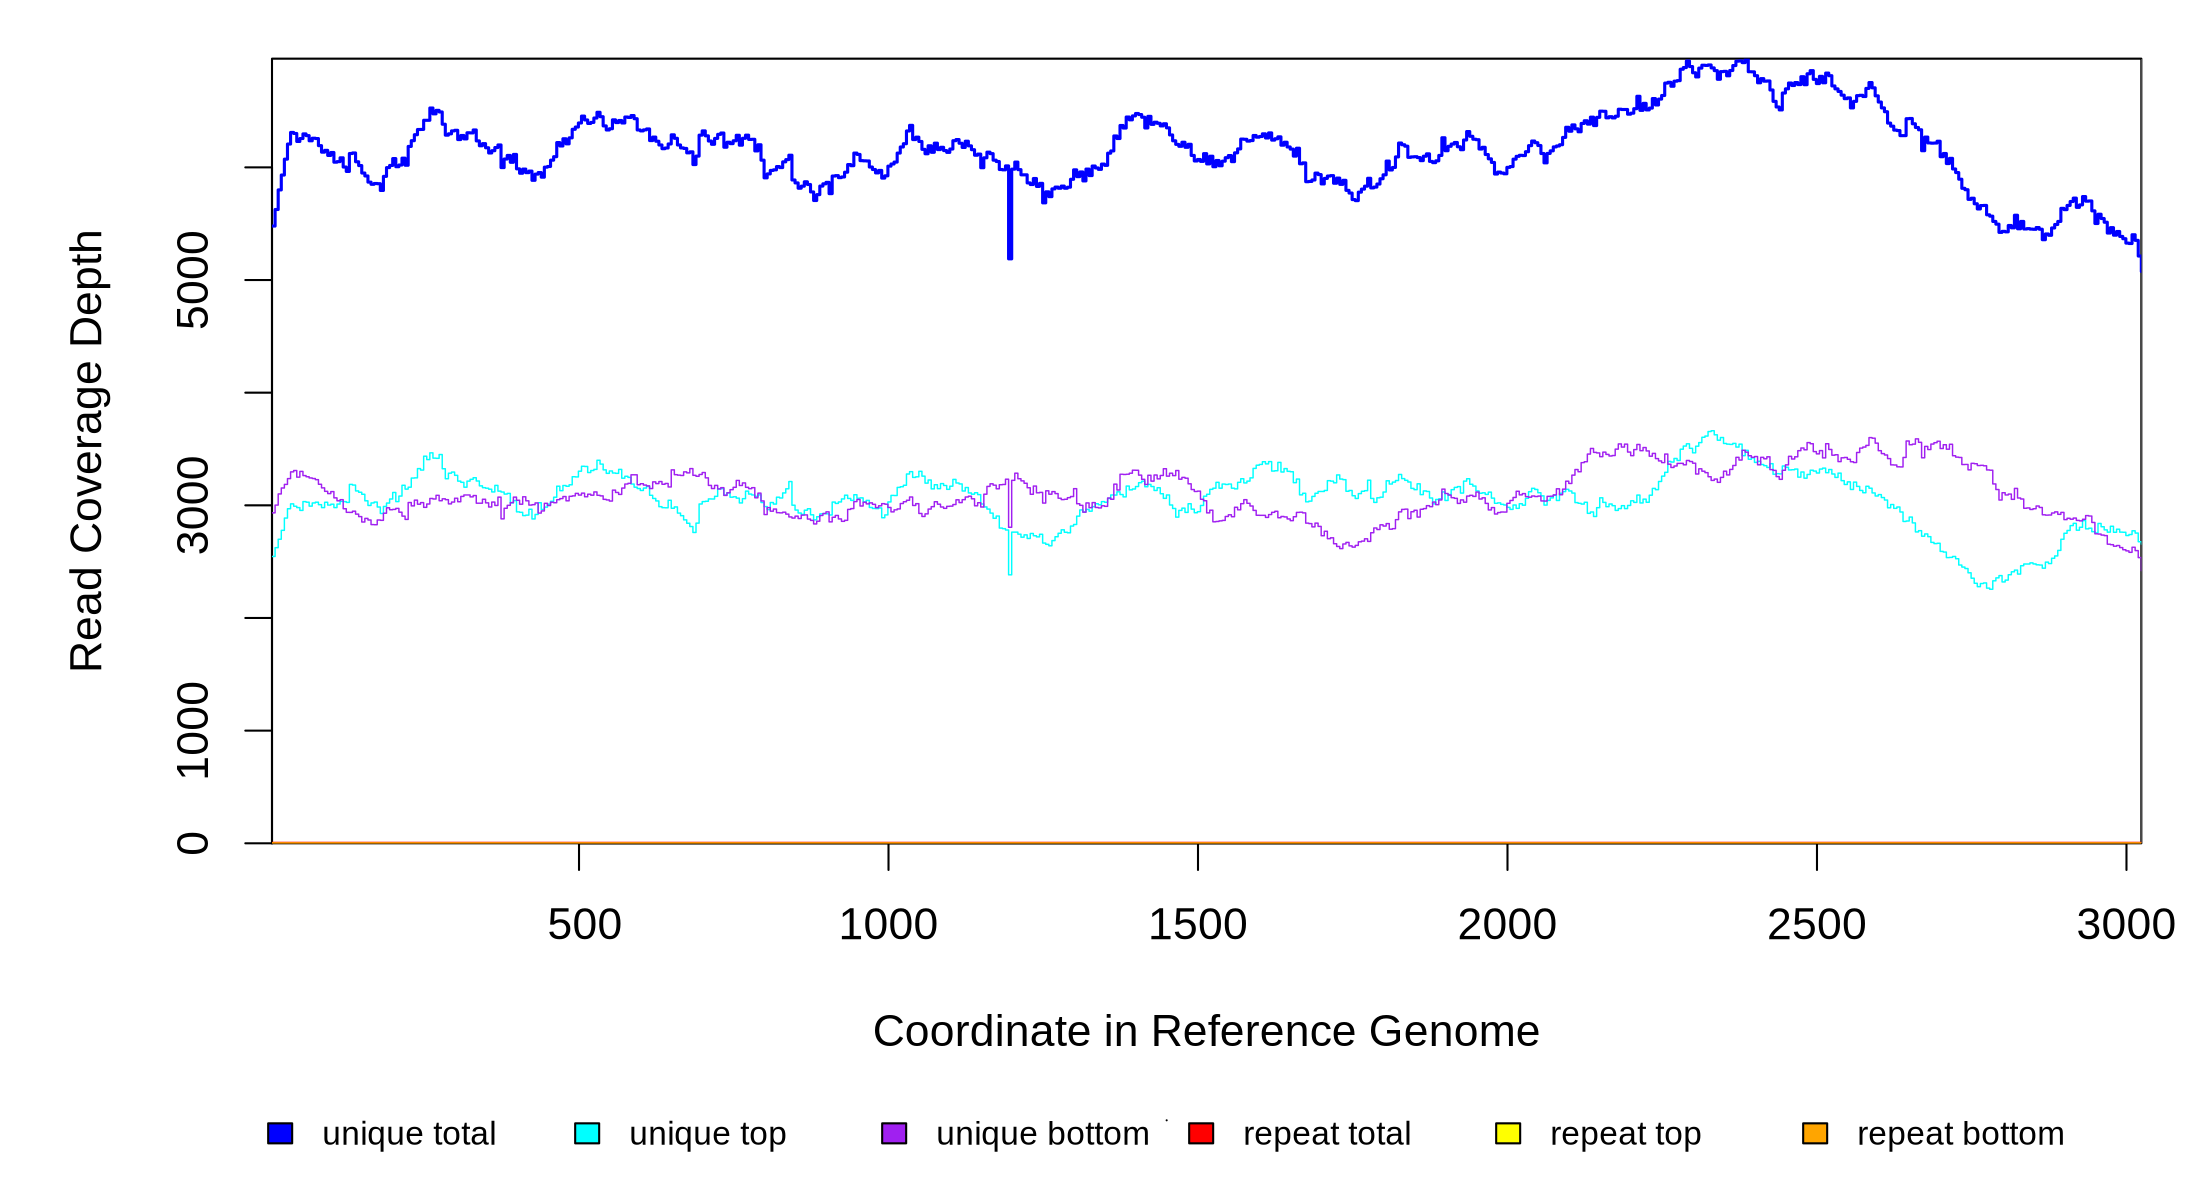 Read Coverage Depth
5000
3000
1000
0
500 1000 1500 2000 2500 3000
Coordinate in Reference Genome
unique total unique top unique bottom repeat total repeat top repeat bottom